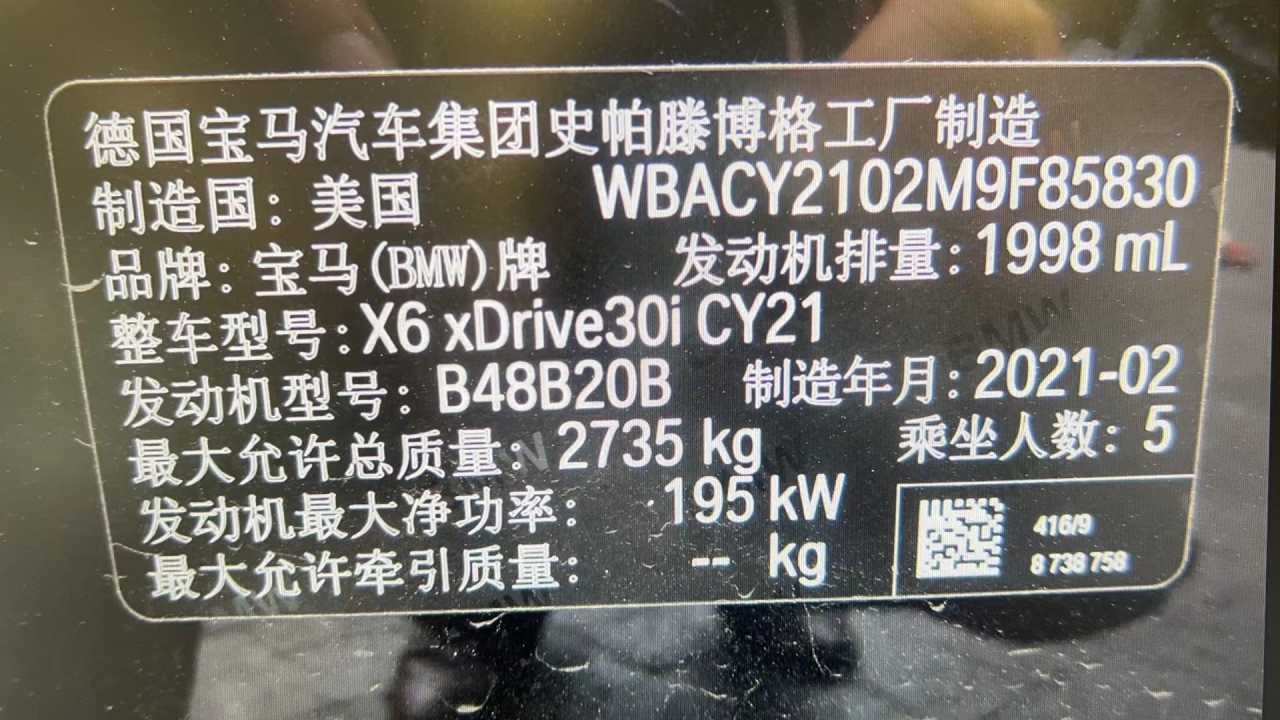 德国宝马汽车集团史帕滕博格工厂制造
制造国：美国 WBACY2102M9F85830
品牌：宝马(BMW)牌 发动机排量：1998 mL
整车型号：X6 xDrive30i CY21
发动机型号：B48B20B 制造年月：2021-02
最大允许总质量：2735 kg 乘坐人数：5
发动机最大净功率：195 kW
最大允许牵引质量：-- kg
416/9
8 738 758